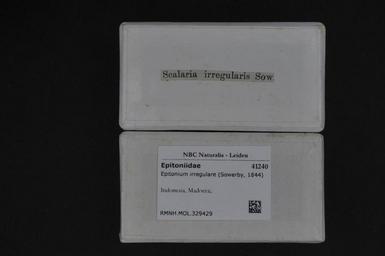 Scalaria irregularis Sow
NBC Naturalis - Leiden
Epitoniidae 41240
Epitonium irregulare (Sowerby, 1844)
Indonesia, Madoera;
RMNH.MOL.329429